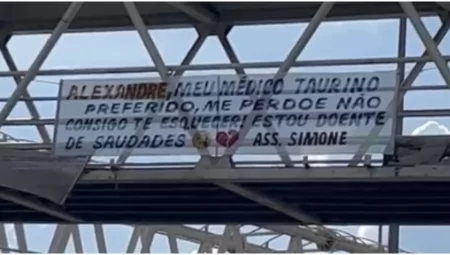 ALEXANDRE, MEU MÉDICO TAURINO
PREFERIDO, ME PERDOE NÃO
CONSIGO TE ESQUECER! ESTOU DOENTE
DE SAUDADES 😢 💔 ASS. SIMONE